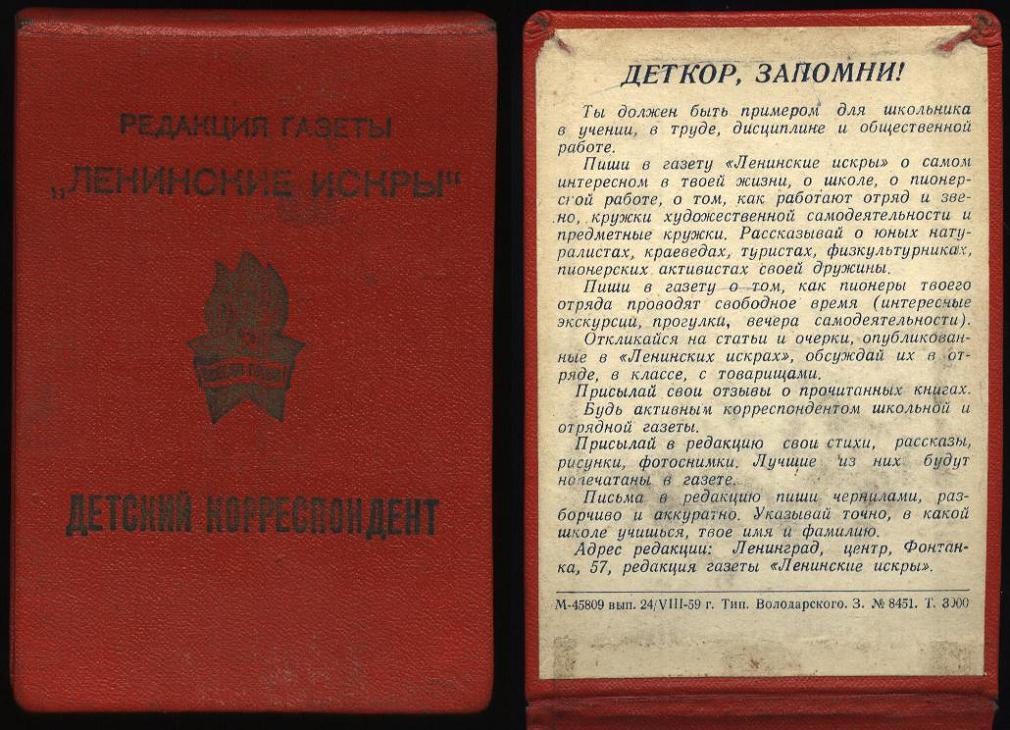 РЕДАКЦИЯ ГАЗЕТЫ
„ЛЕНИНСКИЕ ИСКРЫ"
ВСЕГДА ГОТОВ!
ДЕТСКИЙ КОРРЕСПОНДЕНТ
ДЕТКОР, ЗАПОМНИ!
Ты должен быть примером для школьника
в учении, в труде, дисциплине и общественной
работе.
Пиши в газету «Ленинские искры» о самом
интересном в твоей жизни, о школе, о пионер-
ской работе, о том, как работают отряд и зве-
но, кружки художественной самодеятельности и
предметные кружки. Рассказывай о юных нату-
ралистах, краеведах, туристах, физкультурниках,
пионерских активистах своей дружины.
Пиши в газету о том, как пионеры твоего
отряда проводят свободное время (интересные
экскурсии, прогулки, вечера самодеятельности).
Откликайся на статьи и очерки, опубликован-
ные в «Ленинских искрах», обсуждай их в от-
ряде, в классе, с товарищами.
Присылай свои отзывы о прочитанных книгах.
Будь активным корреспондентом школьной и
отрядной газеты.
Присылай в редакцию свои стихи, рассказы,
рисунки, фотоснимки. Лучшие из них будут
напечатаны в газете.
Письма в редакцию пиши чернилами, раз-
борчиво и аккуратно. Указывай точно, в какой
школе учишься, твое имя и фамилию.
Адрес редакции: Ленинград, центр, Фонтан-
ка, 57, редакция газеты «Ленинские искры».
М-45809 вып. 24/VIII-59 г. Тип. Володарского. З. № 8451. Т. 3000